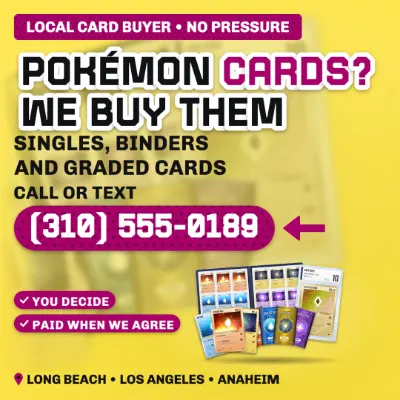 LOCAL CARD BUYER • NO PRESSURE
POKÉMON CARDS?
WE BUY THEM
SINGLES, BINDERS
AND GRADED CARDS
CALL OR TEXT
(310) 555-0189
YOU DECIDE
PAID WHEN WE AGREE
10
LONG BEACH • LOS ANGELES • ANAHEIM